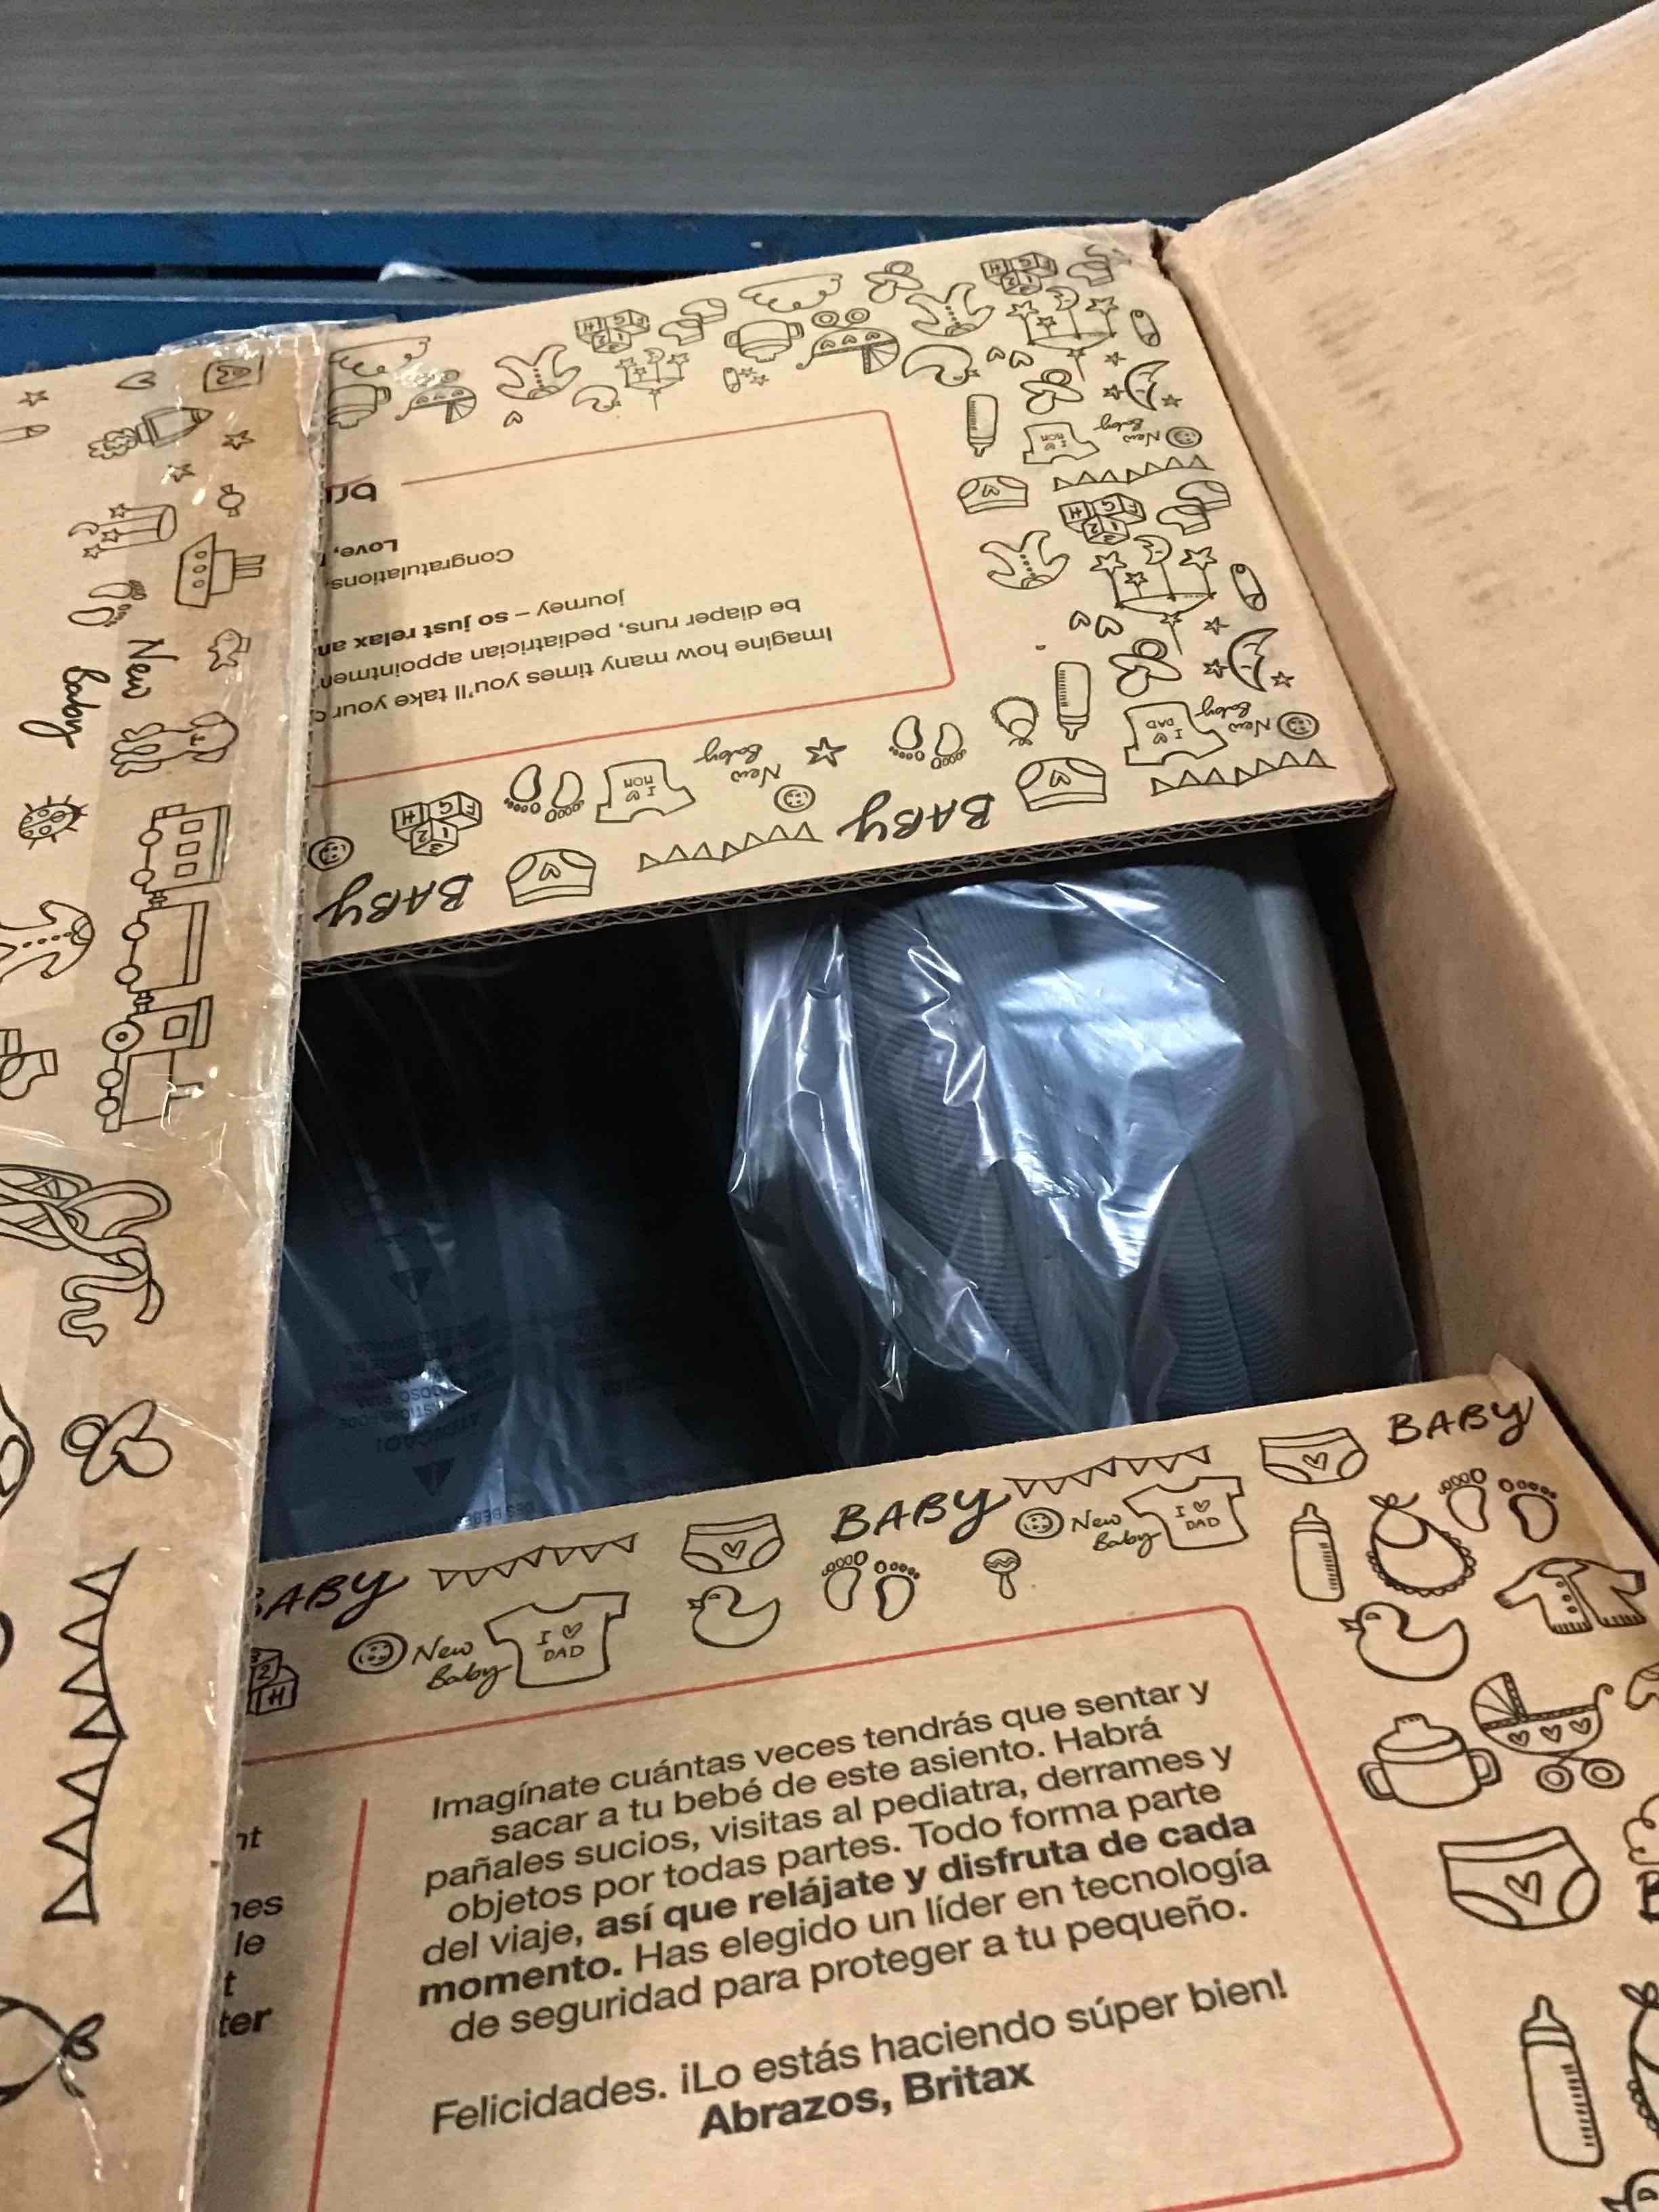 New
Baby
Imagine how many times you'll take your
be diaper runs, pediatrician
journey – so just relax
Congratulations.
Love,
I ♡
MOM
New
Baby
I ♡
DAD
New
Baby
I ♡
MOM
New
Baby
BABY
BABY
BABY
BABY
BABY
New
Baby
I ♡
DAD
New
Baby
I ♡
DAD
Imagínate cuántas veces tendrás que sentar y
sacar a tu bebé de este asiento. Habrá
pañales sucios, visitas al pediatra, derrames y
objetos por todas partes. Todo forma parte
del viaje, así que relájate y disfruta de cada
momento. Has elegido un líder en tecnología
de seguridad para proteger a tu pequeño.
Felicidades. ¡Lo estás haciendo súper bien!
Abrazos, Britax
le